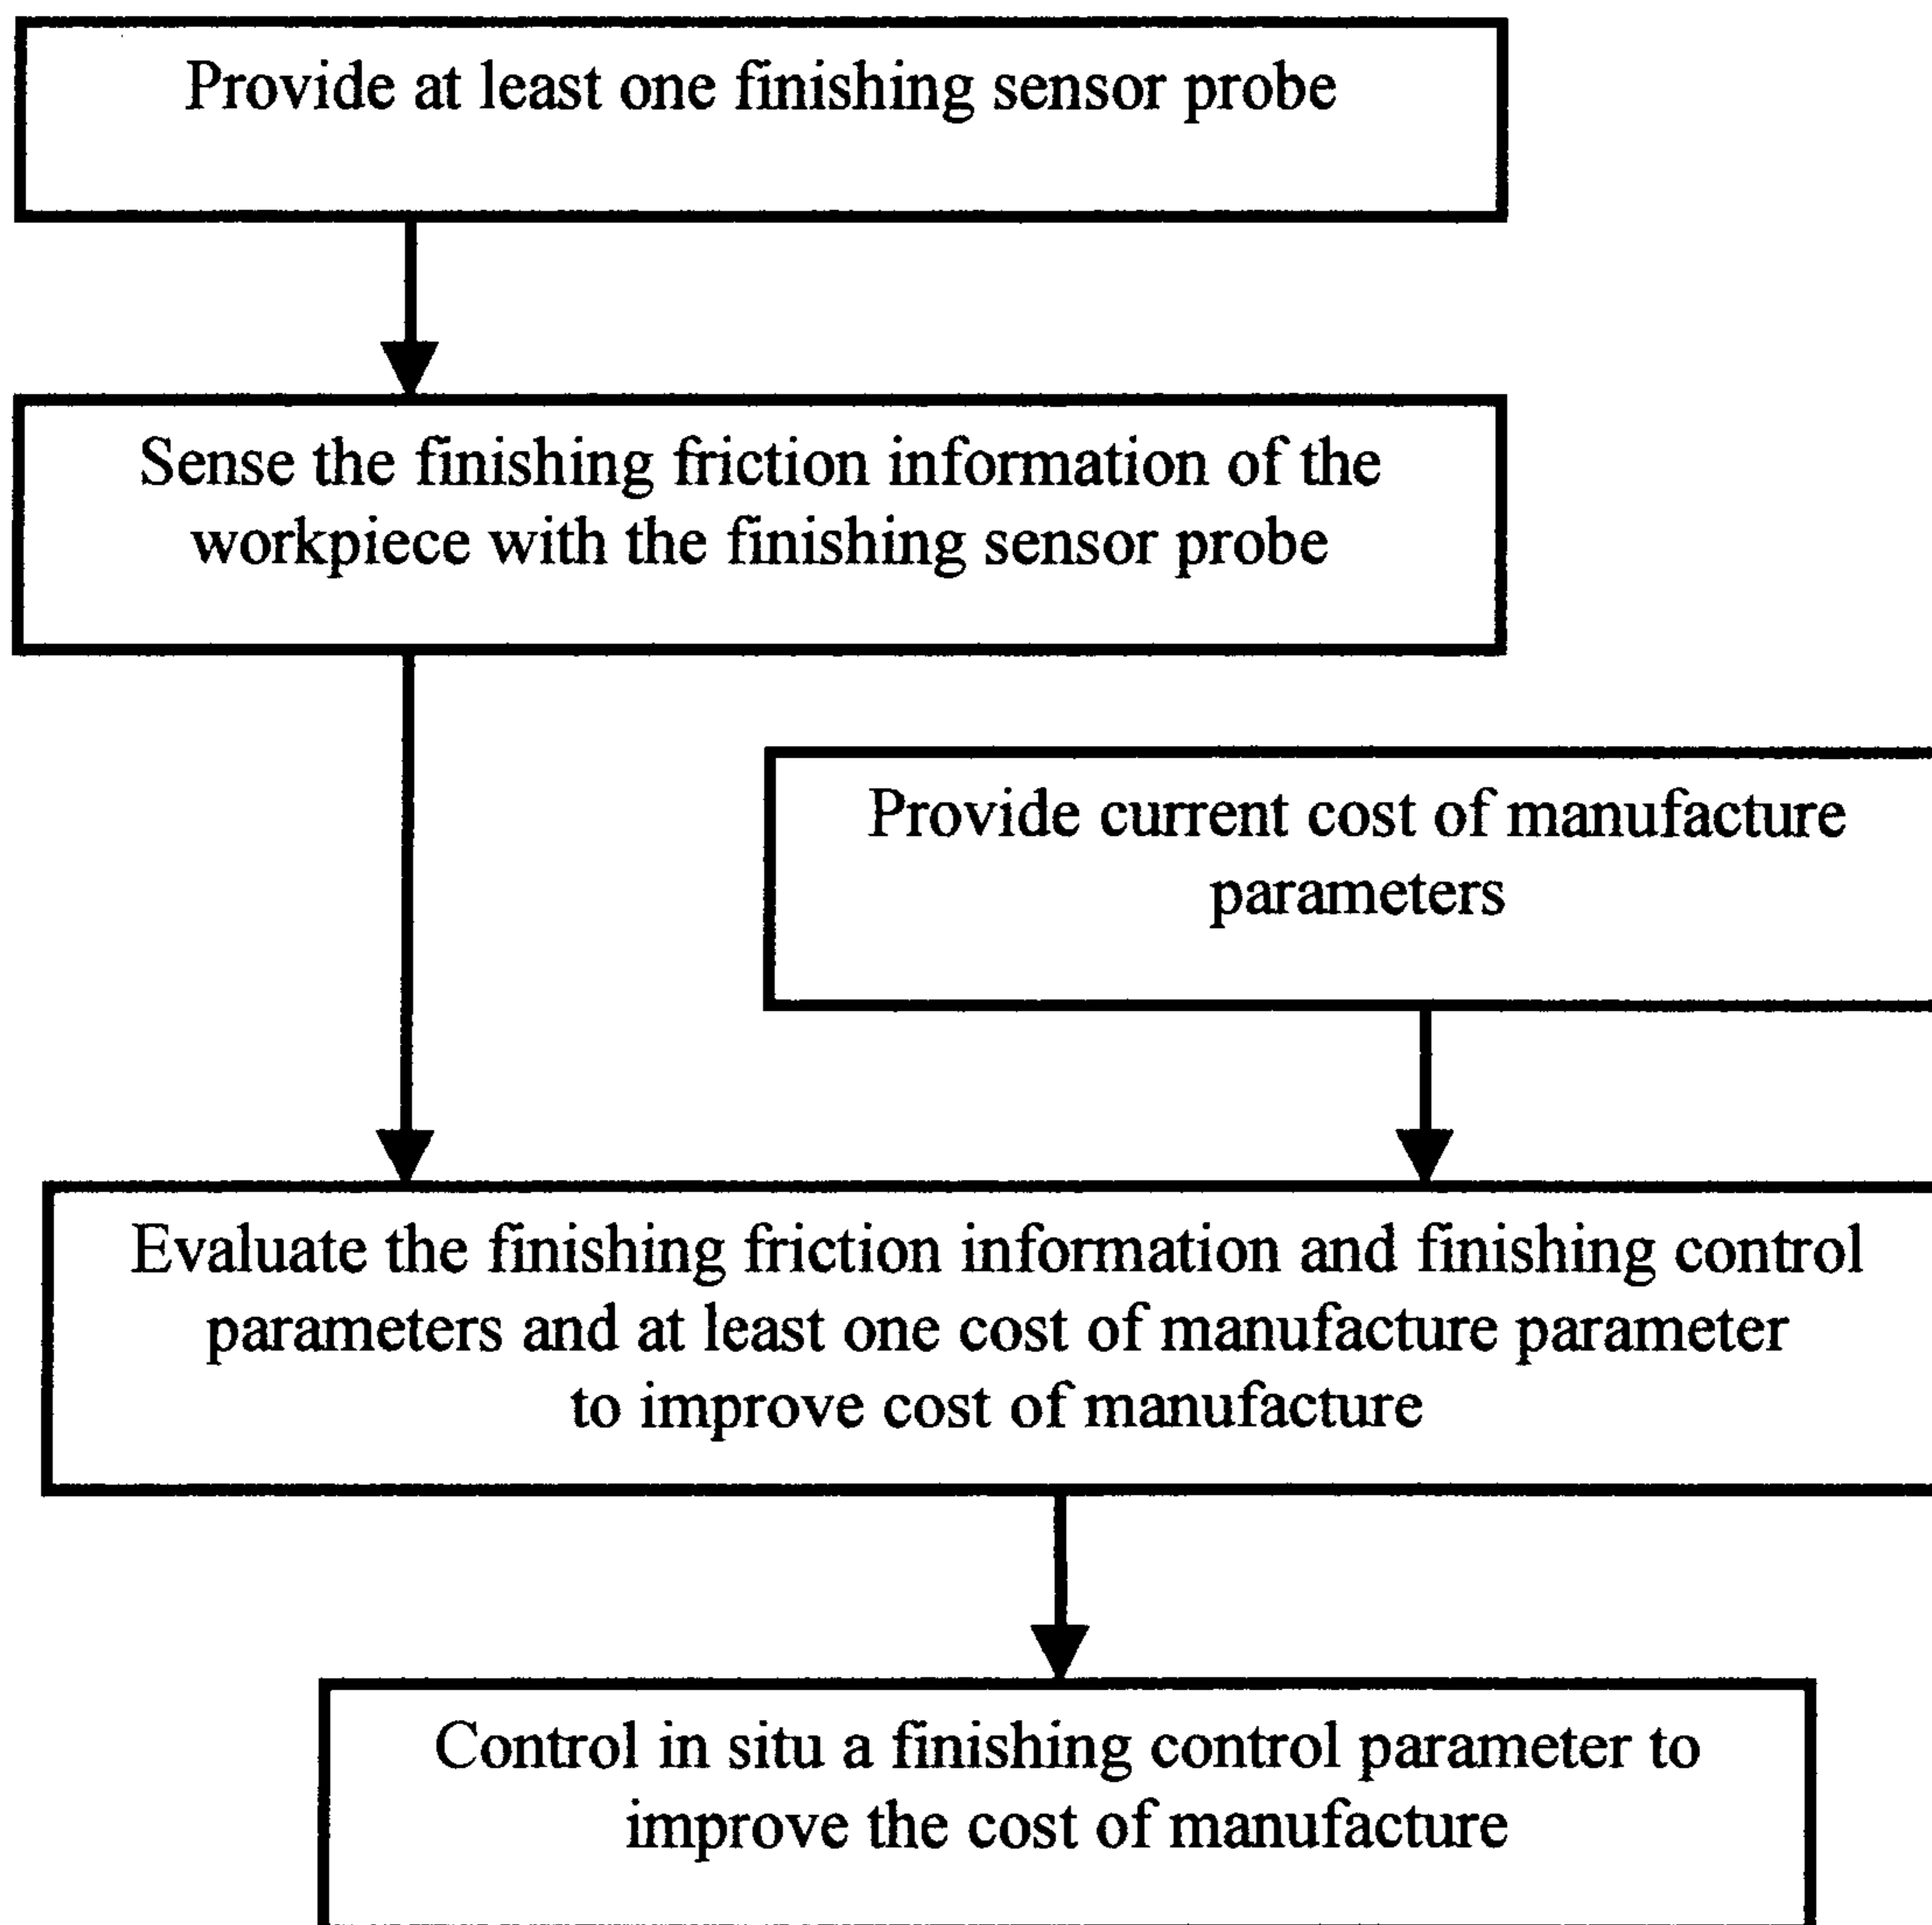 Provide at least one finishing sensor probe
Sense the finishing friction information of the
workpiece with the finishing sensor probe
Provide current cost of manufacture
parameters
Evaluate the finishing friction information and finishing control
parameters and at least one cost of manufacture parameter
to improve cost of manufacture
Control in situ a finishing control parameter to
improve the cost of manufacture